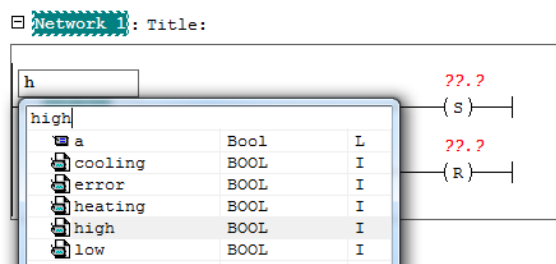 Network 1: Title:
h
??.?
S
high
a Bool L
cooling BOOL I
??.?
error BOOL I
R
heating BOOL I
high BOOL I
low BOOL I